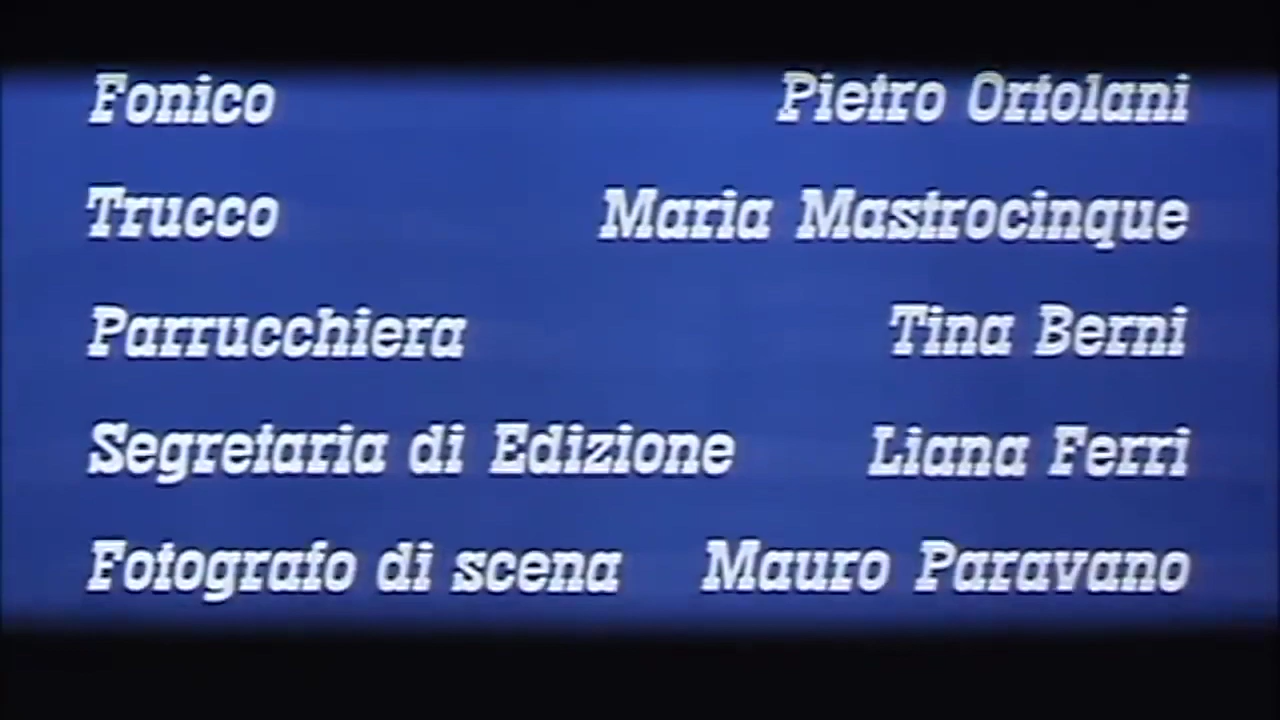 Fonico Pietro Ortolani
Trucco Maria Mastrocinque
Parrucchiera Tina Berni
Segretaria di Edizione Liana Ferri
Fotografo di scena Mauro Paravano